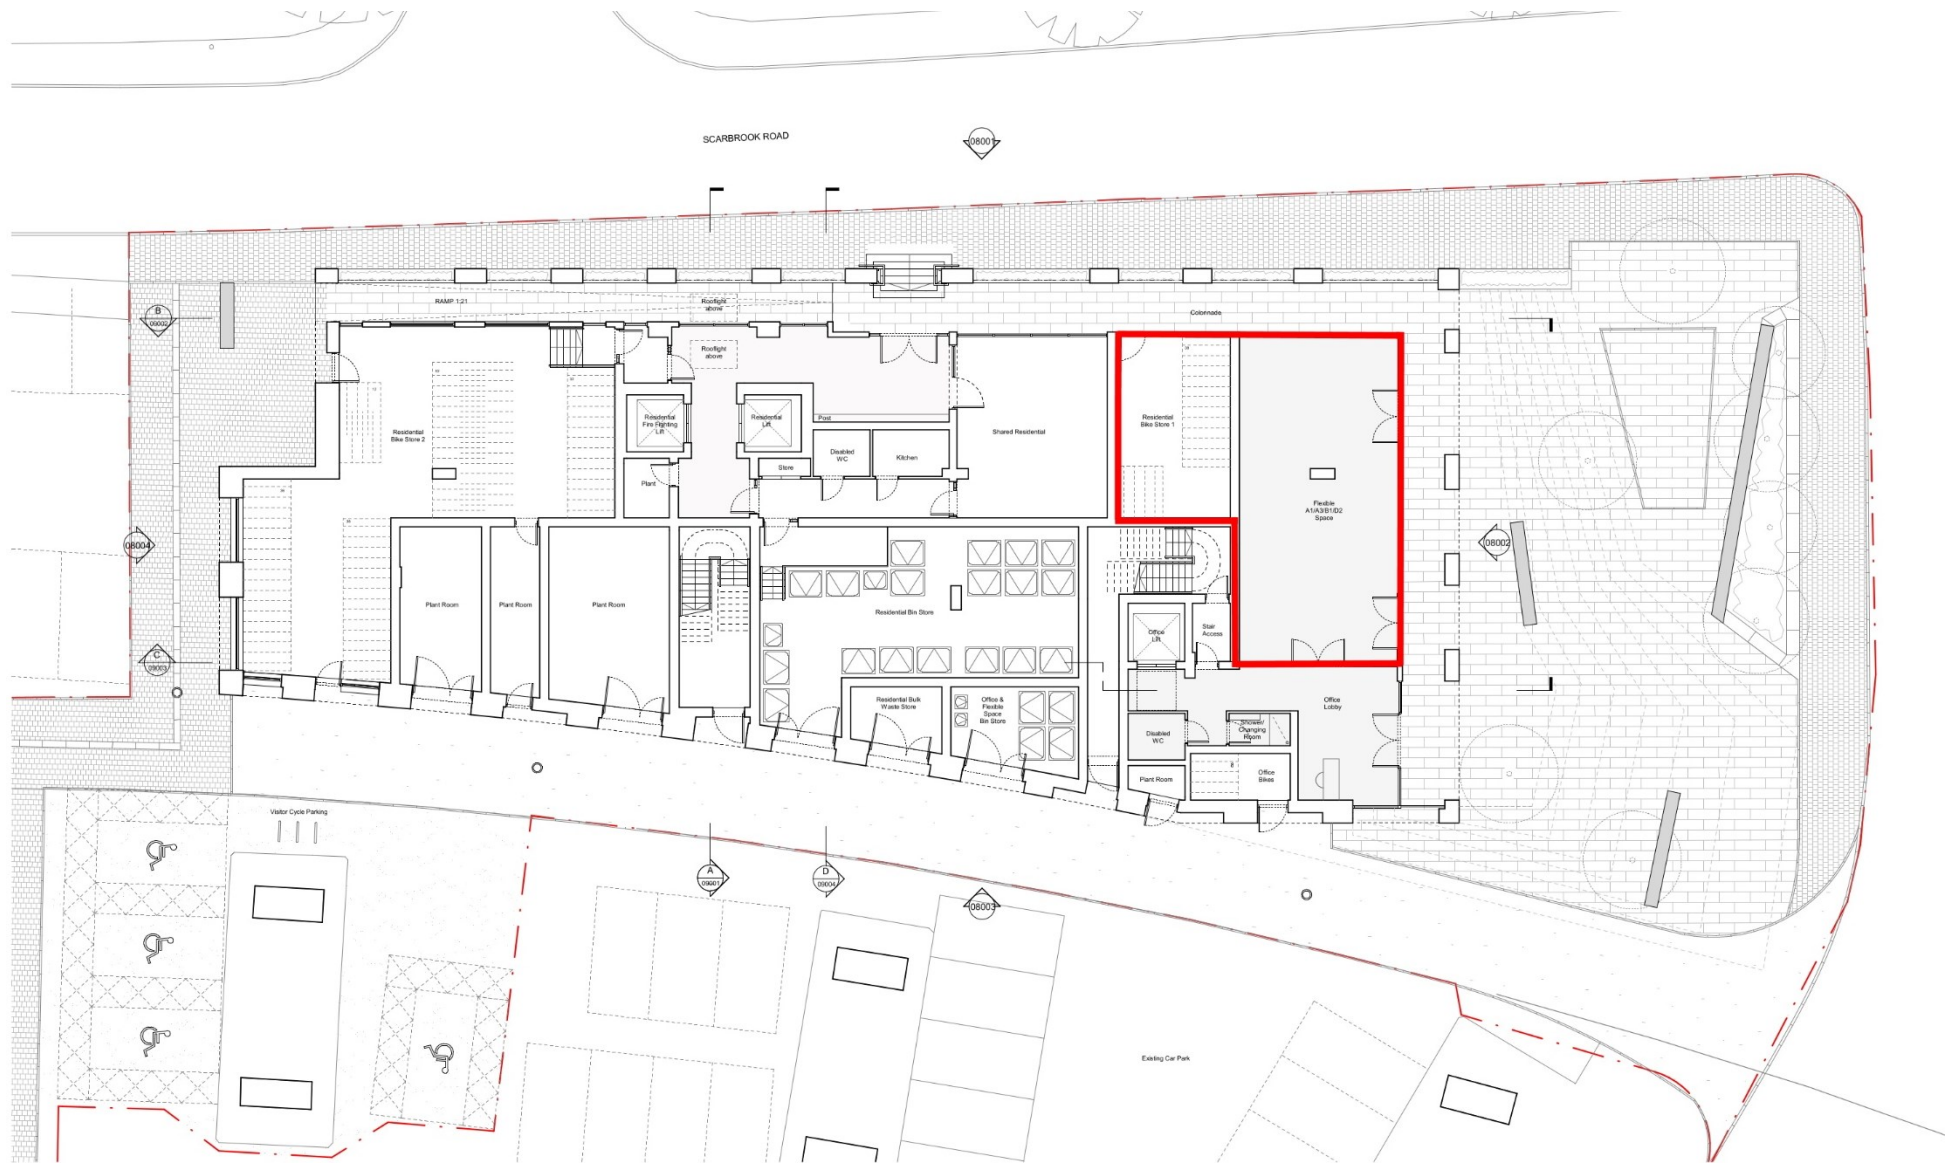 SCARBROOK ROAD
08001
RAMP 1:21
Rooflight
above
Colonnade
B
09002
Rooflight
above
Residential
Bike Store 2
Residential
Fire Fighting
Lift
Residential
Lift
Post
Shared Residential
Residential
Bike Store 1
Disabled
WC
Kitchen
Store
Plant
Flexible
A1/A3/B1/D2
Space
08004
08002
Plant Room
Plant Room
Plant Room
Residential Bin Store
Office
Lift
Stair
Access
C
09003
Residential Bulk
Waste Store
Office &
Flexible
Space
Bin Store
Office
Lobby
Disabled
WC
Shower/
Changing
Room
Plant Room
Office
Bikes
Visitor Cycle Parking
A
09001
D
09004
08003
Existing Car Park